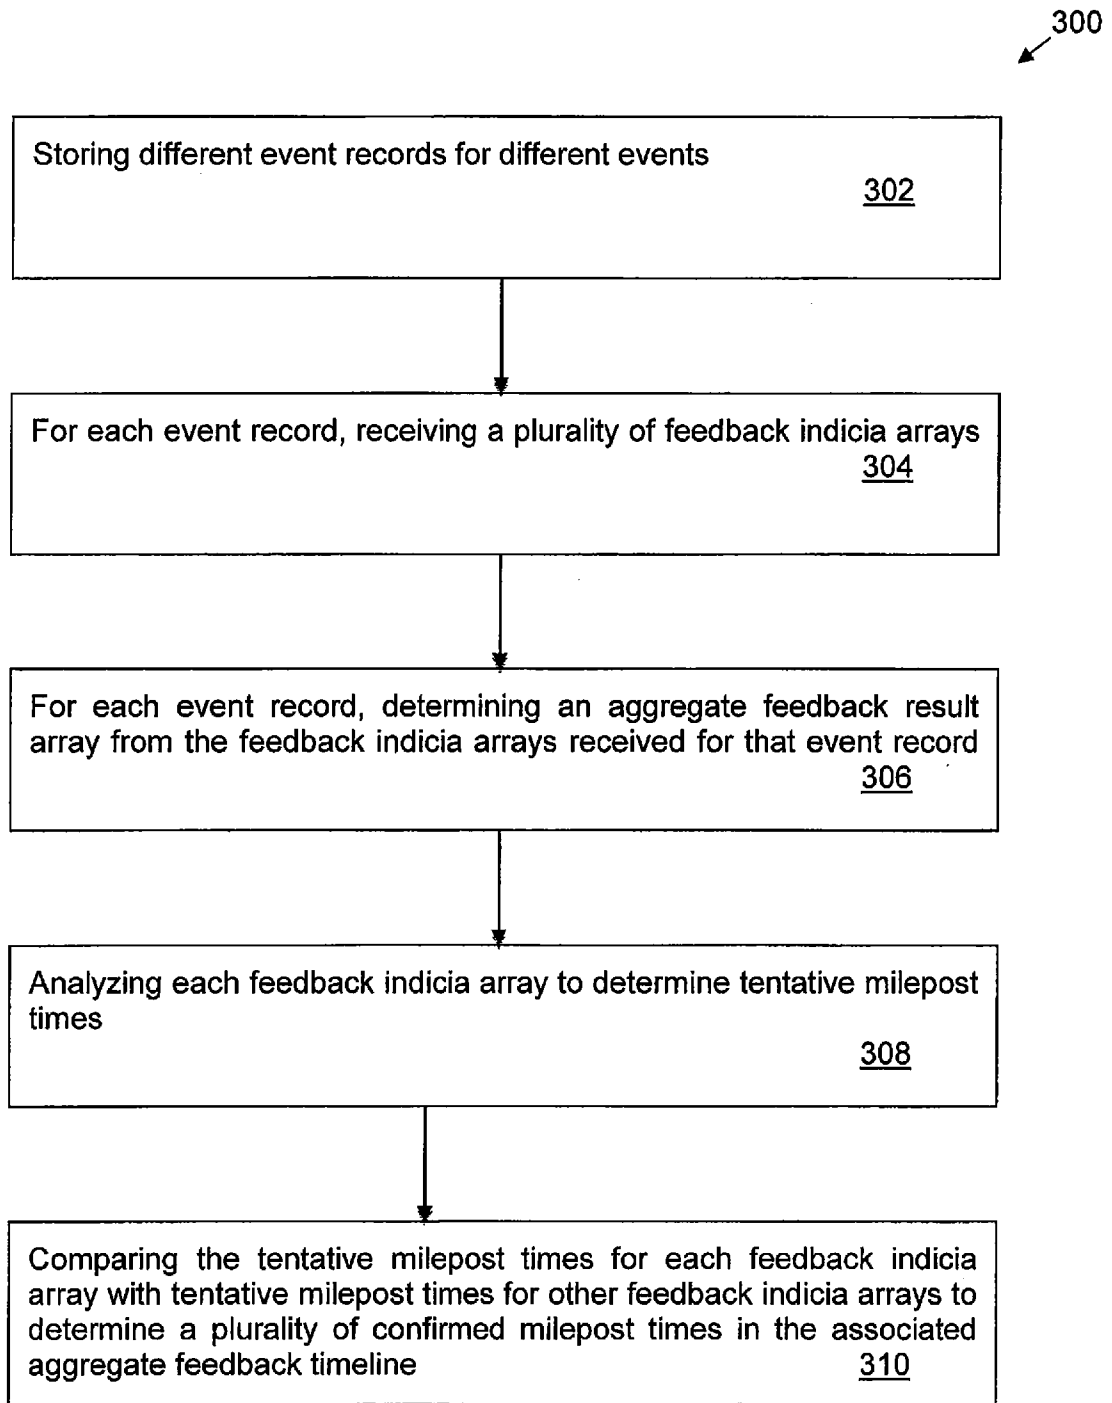 300
Storing different event records for different events
302
For each event record, receiving a plurality of feedback indicia arrays
304
For each event record, determining an aggregate feedback result
array from the feedback indicia arrays received for that event record
306
Analyzing each feedback indicia array to determine tentative milepost
times
308
Comparing the tentative milepost times for each feedback indicia
array with tentative milepost times for other feedback indicia arrays to
determine a plurality of confirmed milepost times in the associated
aggregate feedback timeline 310